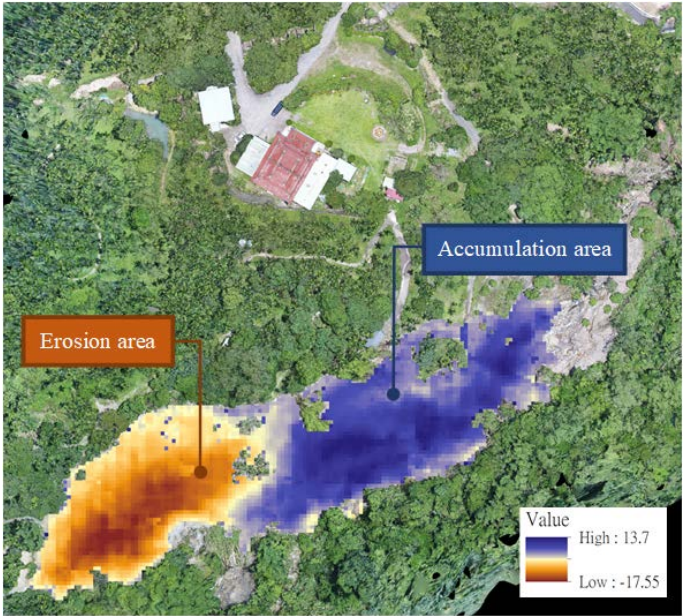 Accumulation area
Erosion area
Value
High : 13.7
Low : -17.55